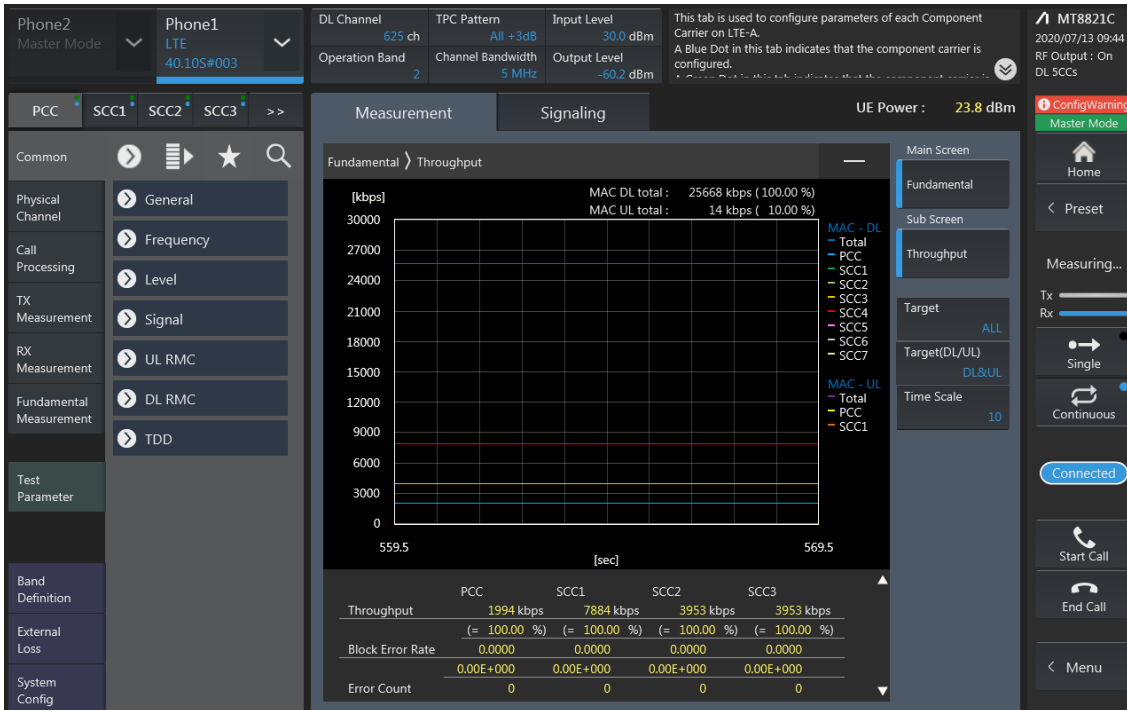 Phone2
Master Mode
Phone1
LTE
40.10S#003
DL Channel
625 ch
TPC Pattern
All +3dB
Input Level
30.0 dBm
Operation Band
2
Channel Bandwidth
5 MHz
Output Level
-60.2 dBm
This tab is used to configure parameters of each Component
Carrier on LTE-A.
A Blue Dot in this tab indicates that the component carrier is
configured.
MT8821C
2020/07/13 09:44
RF Output : On
DL 5CCs
PCC SCC1 SCC2 SCC3 >>
Measurement
Signaling
UE Power : 23.8 dBm
ConfigWarning
Master Mode
Common
Physical
Channel
Call
Processing
TX
Measurement
RX
Measurement
Fundamental
Measurement
Test
Parameter
Band
Definition
External
Loss
System
Config
General
Frequency
Level
Signal
UL RMC
DL RMC
TDD
Fundamental > Throughput
[kbps]
MAC DL total : 25668 kbps ( 100.00 %)
MAC UL total : 14 kbps ( 10.00 %)
30000
27000
24000
21000
18000
15000
12000
9000
6000
3000
0
559.5
569.5
[sec]
MAC - DL
Total
PCC
SCC1
SCC2
SCC3
SCC4
SCC5
SCC6
SCC7
MAC - UL
Total
PCC
SCC1
PCC SCC1 SCC2 SCC3
Throughput 1994 kbps 7884 kbps 3953 kbps 3953 kbps
(= 100.00 %) (= 100.00 %) (= 100.00 %) (= 100.00 %)
Block Error Rate 0.0000 0.0000 0.0000 0.0000
0.00E+000 0.00E+000 0.00E+000 0.00E+000
Error Count 0 0 0 0
Main Screen
Fundamental
Sub Screen
Throughput
Target
ALL
Target(DL/UL)
DL&UL
Time Scale
10
Home
< Preset
Measuring...
Tx
Rx
Single
Continuous
Connected
Start Call
End Call
< Menu